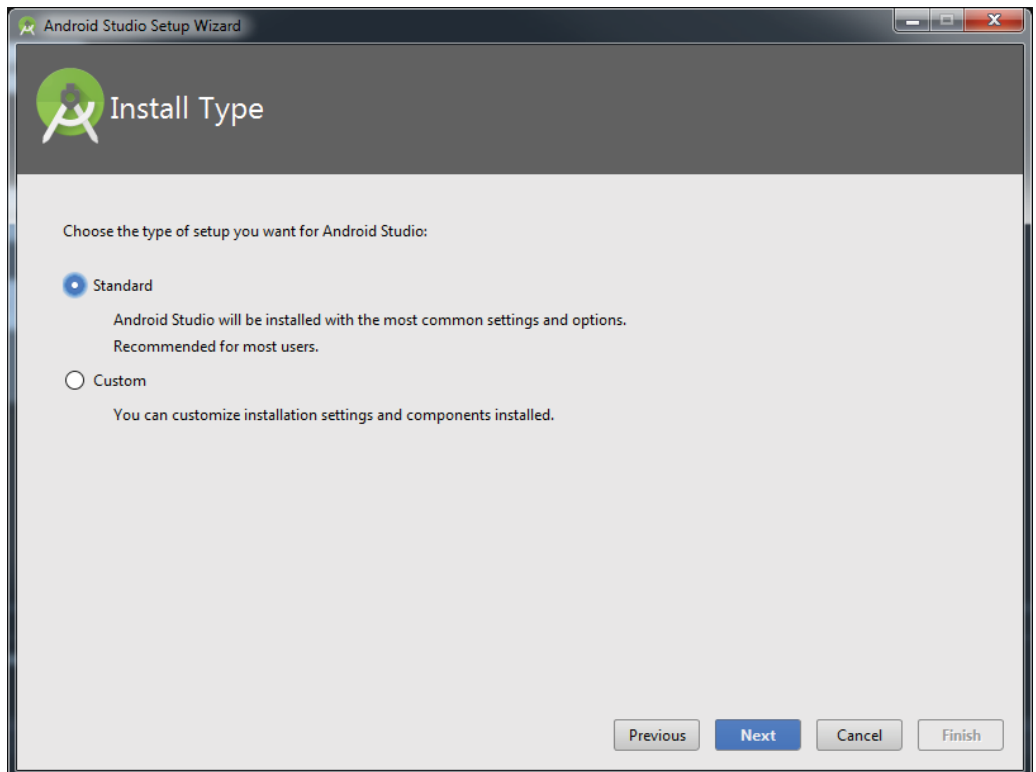 Android Studio Setup Wizard
Install Type
Choose the type of setup you want for Android Studio:
Standard
Android Studio will be installed with the most common settings and options.
Recommended for most users.
Custom
You can customize installation settings and components installed.
Previous Next Cancel Finish